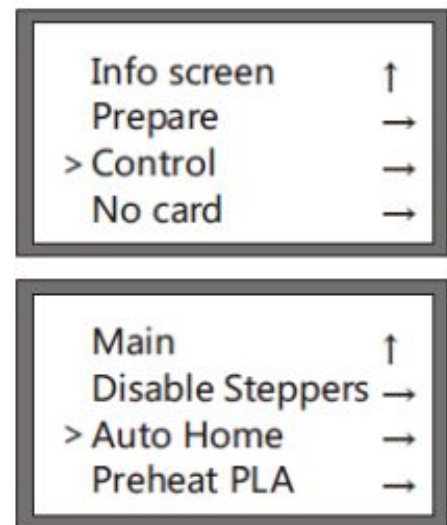 Info screen ↑
Prepare →
> Control →
No card →
Main ↑
Disable Steppers →
> Auto Home →
Preheat PLA →